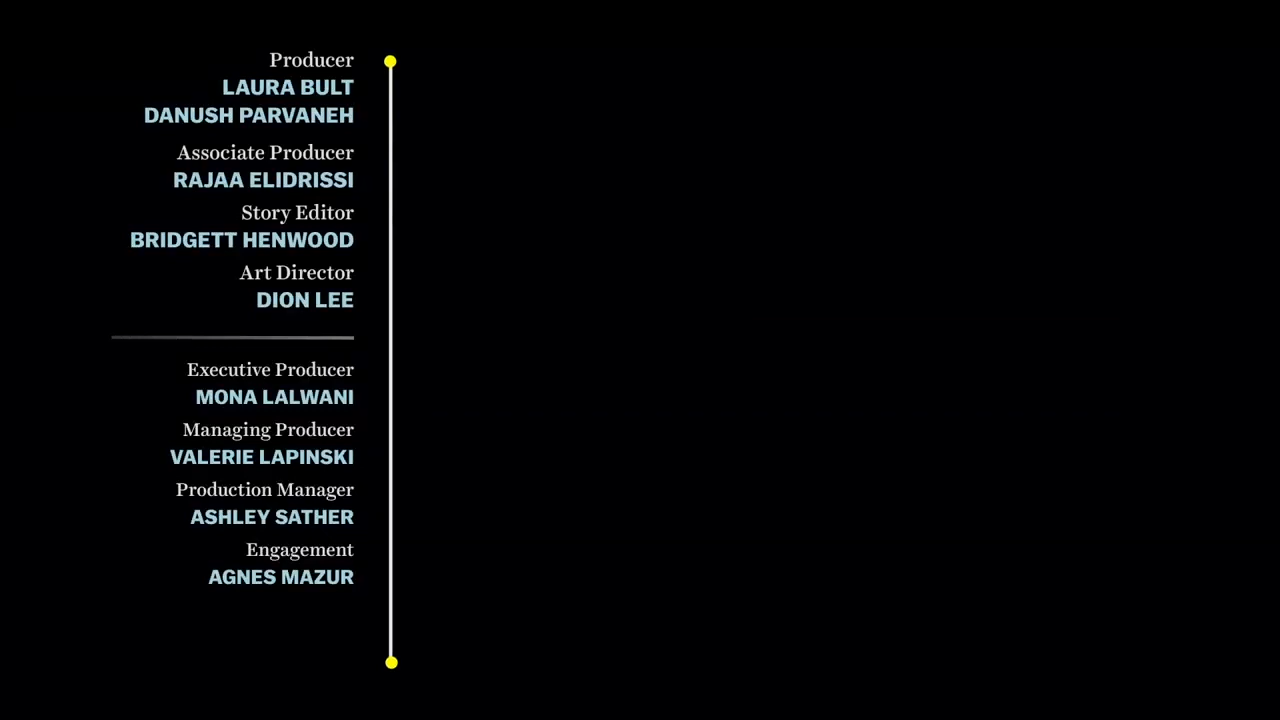 Producer
LAURA BULT
DANUSH PARVANEH
Associate Producer
RAJAA ELIDRISSI
Story Editor
BRIDGETT HENWOOD
Art Director
DION LEE
Executive Producer
MONA LALWANI
Managing Producer
VALERIE LAPINSKI
Production Manager
ASHLEY SATHER
Engagement
AGNES MAZUR